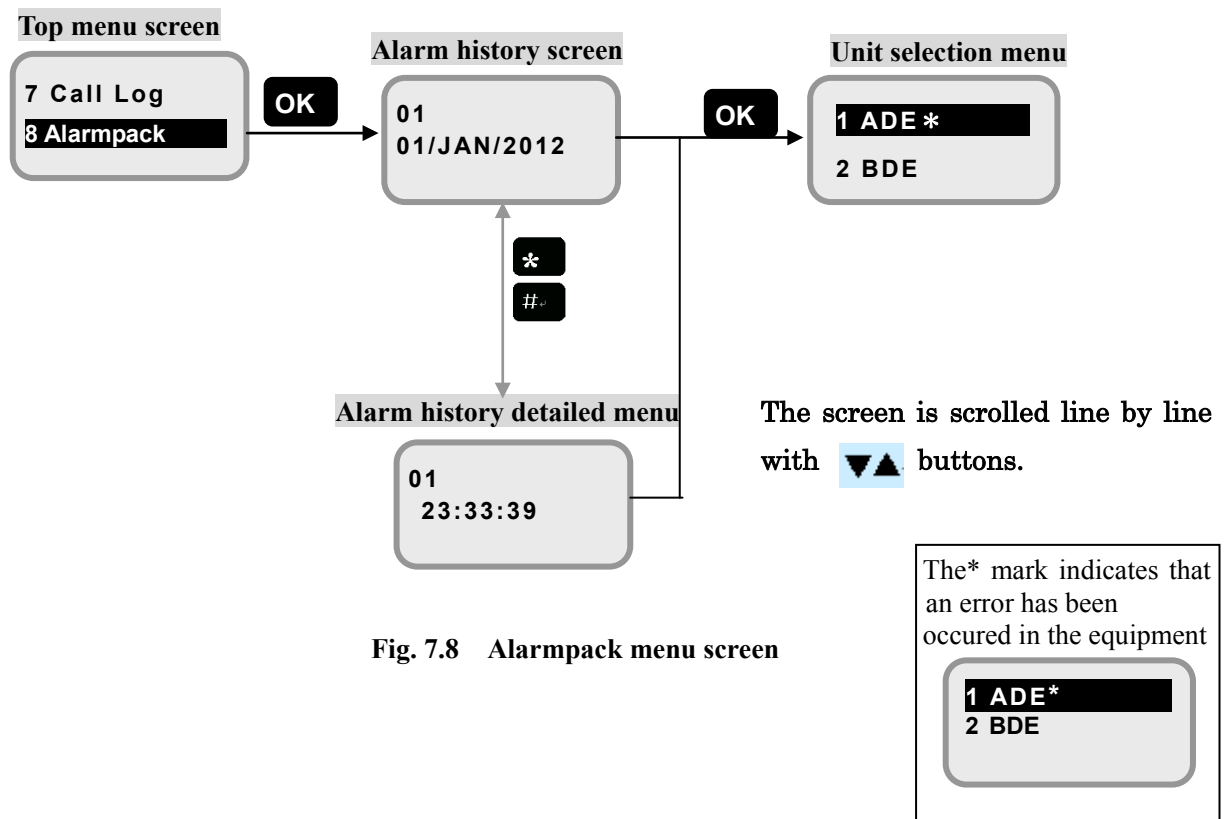 Top menu screen
7 Call Log
8 Alarmpack
OK
Alarm history screen
01
01/JAN/2012
OK
Unit selection menu
1 ADE*
2 BDE
*
#
Alarm history detailed menu
01
23:33:39
The screen is scrolled line by line
with ▼▲ buttons.
The* mark indicates that
an error has been
occured in the equipment
1 ADE*
2 BDE
Fig. 7.8 Alarmpack menu screen